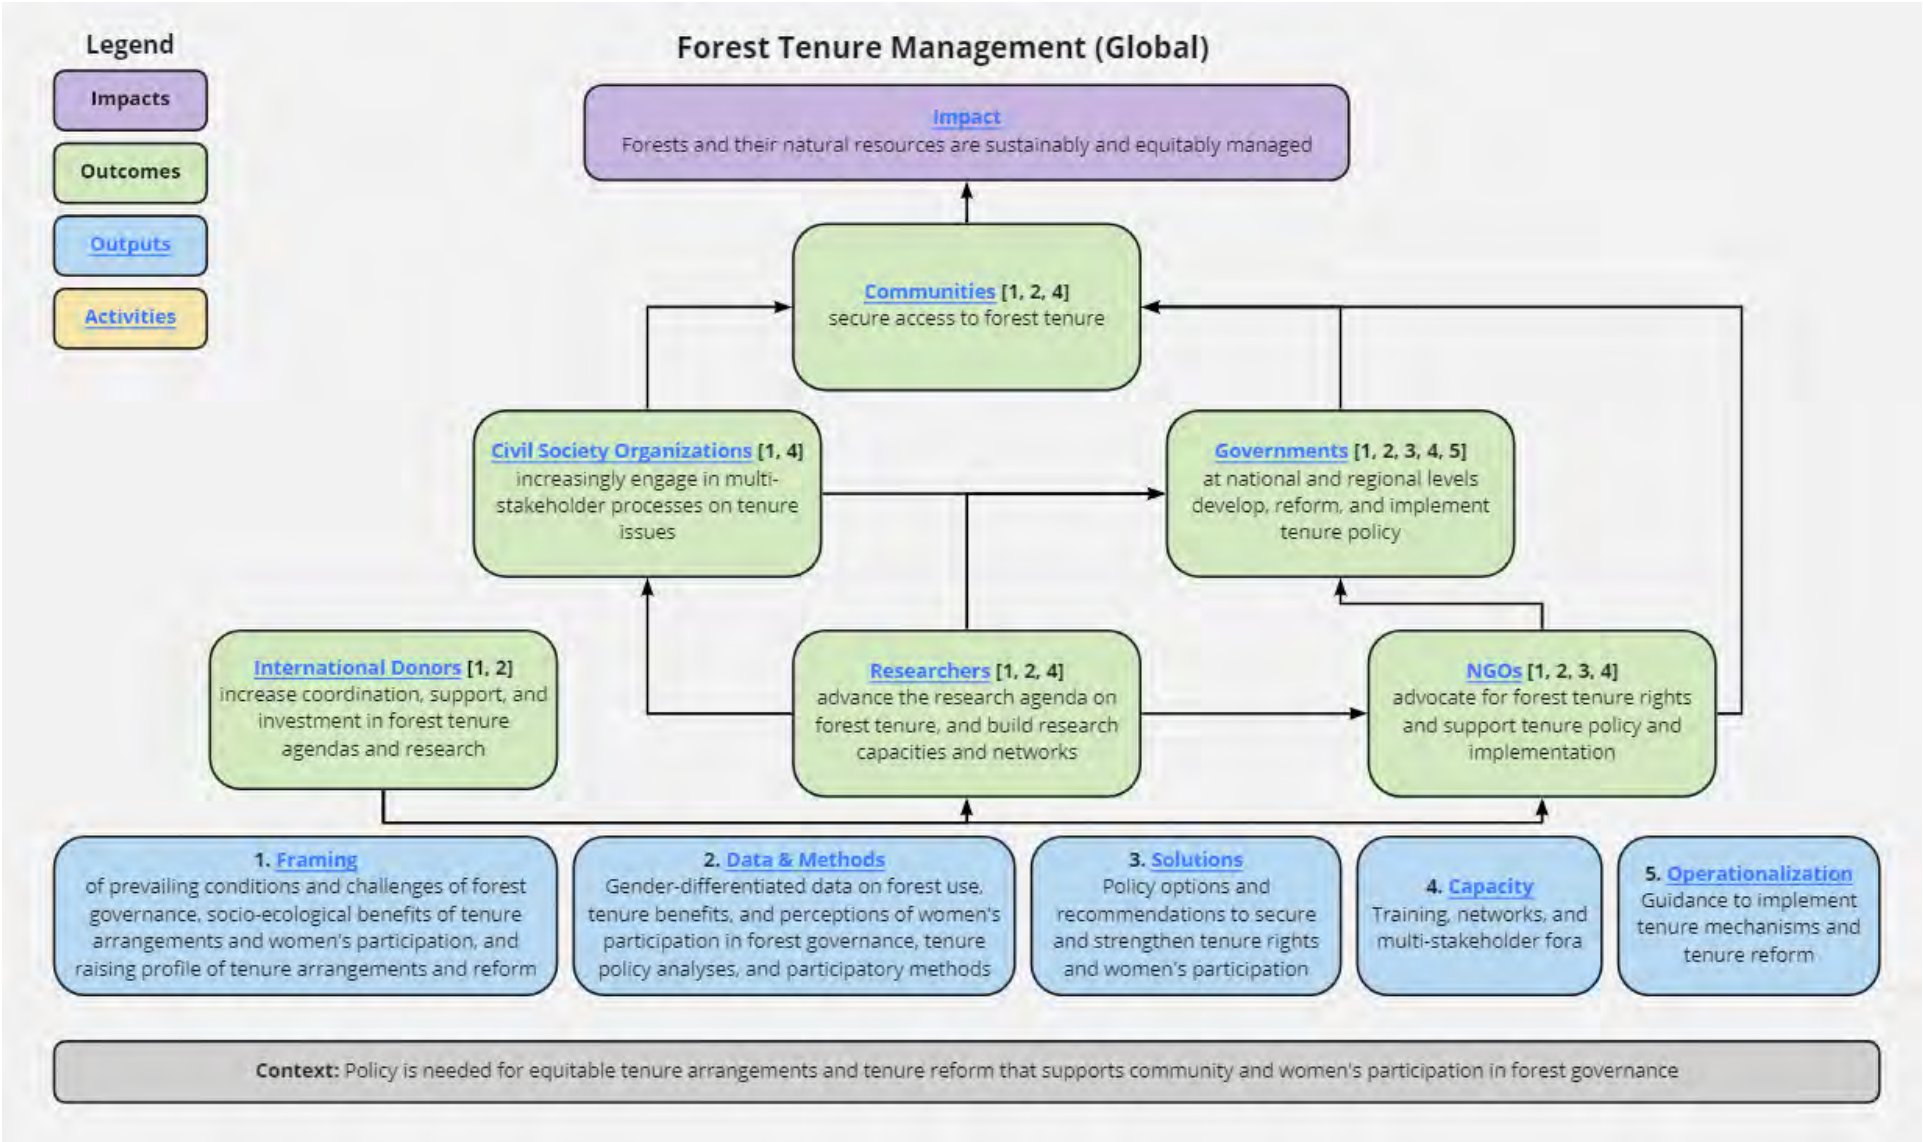 Legend
Forest Tenure Management (Global)
Impacts
Outcomes
Outputs
Activities
Impact
Forests and their natural resources are sustainably and equitably managed
Communities [1, 2, 4]
secure access to forest tenure
Civil Society Organizations [1, 4]
increasingly engage in multi-
stakeholder processes on tenure
issues
Governments [1, 2, 3, 4, 5]
at national and regional levels
develop, reform, and implement
tenure policy
International Donors [1, 2]
increase coordination, support, and
investment in forest tenure
agendas and research
Researchers [1, 2, 4]
advance the research agenda on
forest tenure, and build research
capacities and networks
NGOs [1, 2, 3, 4]
advocate for forest tenure rights
and support tenure policy and
implementation
1. Framing
of prevailing conditions and challenges of forest
governance, socio-ecological benefits of tenure
arrangements and women's participation, and
raising profile of tenure arrangements and reform
2. Data & Methods
Gender-differentiated data on forest use,
tenure benefits, and perceptions of women's
participation in forest governance, tenure
policy analyses, and participatory methods
3. Solutions
Policy options and
recommendations to secure
and strengthen tenure rights
and women's participation
4. Capacity
Training, networks, and
multi-stakeholder fora
5. Operationalization
Guidance to implement
tenure mechanisms and
tenure reform
Context: Policy is needed for equitable tenure arrangements and tenure reform that supports community and women's participation in forest governance